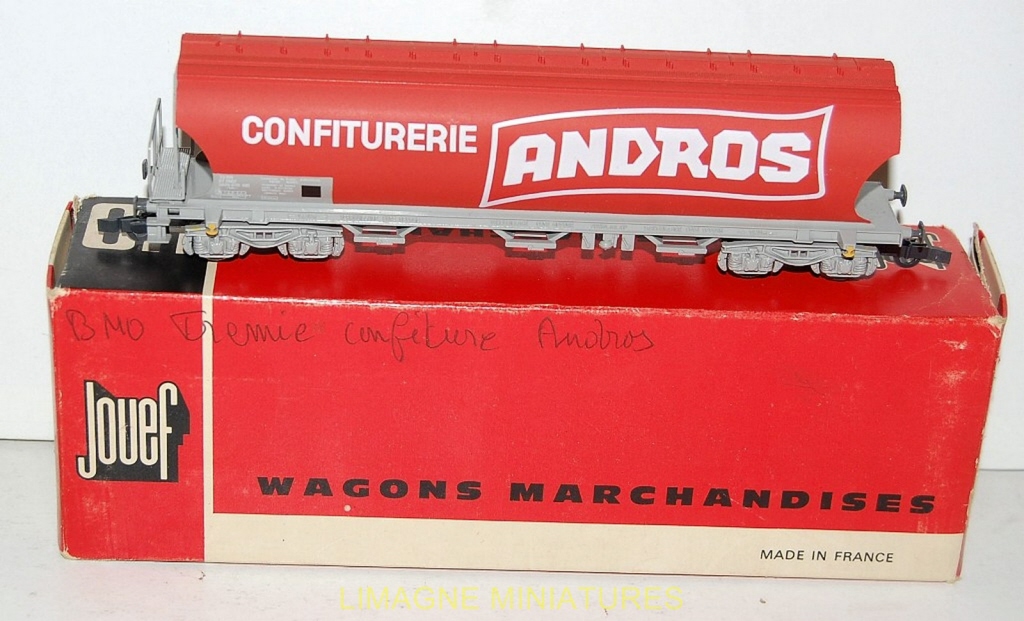 CONFITURERIE ANDROS
BMO Tremie confiture Andros
Jouef
WAGONS MARCHANDISES
MADE IN FRANCE
LIMAGNE MINIATURES